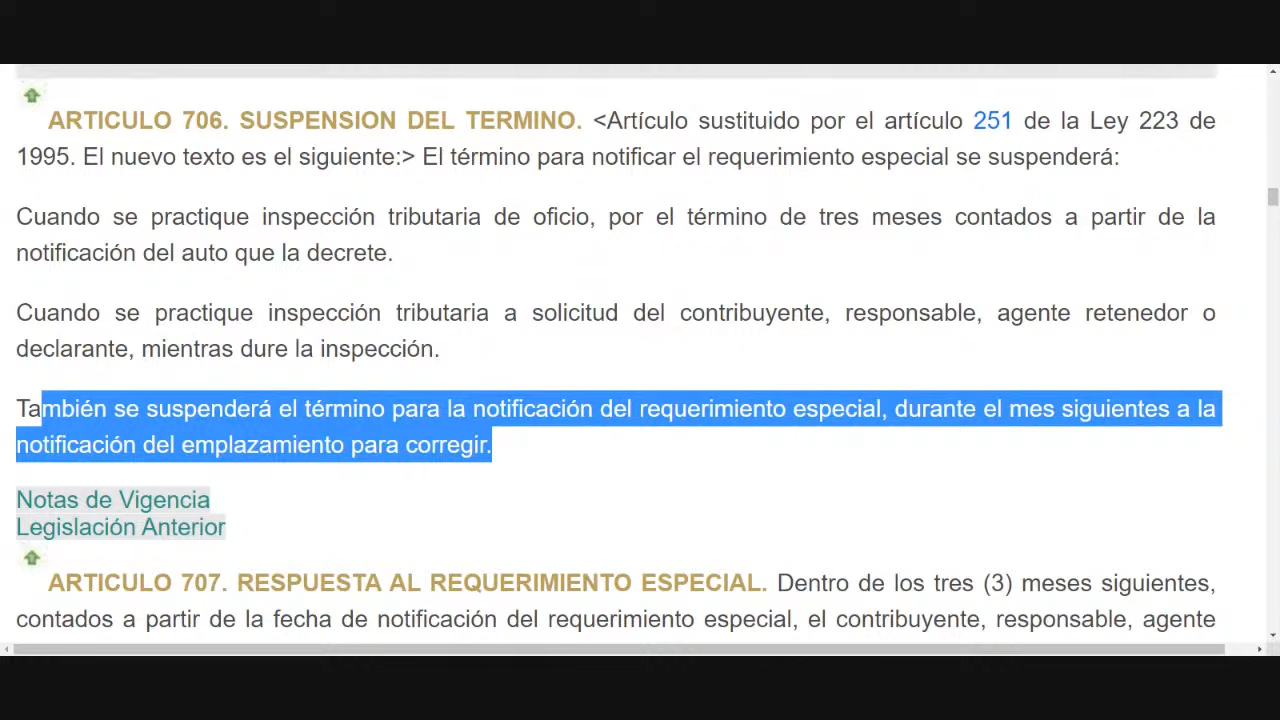 ARTICULO 706. SUSPENSION DEL TERMINO. <Artículo sustituido por el artículo 251 de la Ley 223 de
1995. El nuevo texto es el siguiente:> El término para notificar el requerimiento especial se suspenderá:
Cuando se practique inspección tributaria de oficio, por el término de tres meses contados a partir de la
notificación del auto que la decrete.
Cuando se practique inspección tributaria a solicitud del contribuyente, responsable, agente retenedor o
declarante, mientras dure la inspección.
También se suspenderá el término para la notificación del requerimiento especial, durante el mes siguientes a la
notificación del emplazamiento para corregir.
Notas de Vigencia
Legislación Anterior
ARTICULO 707. RESPUESTA AL REQUERIMIENTO ESPECIAL. Dentro de los tres (3) meses siguientes,
contados a partir de la fecha de notificación del requerimiento especial, el contribuyente, responsable, agente